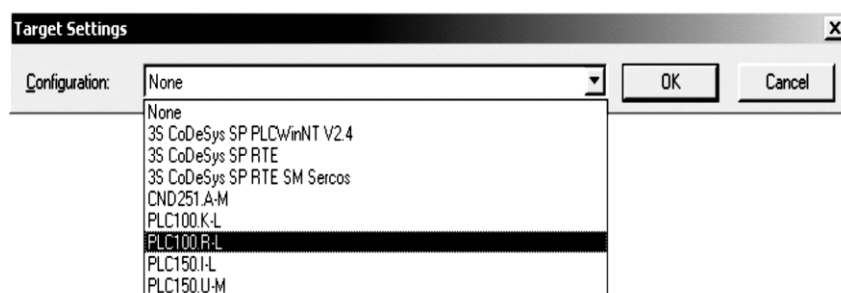 Target Settings
Configuration: None OK Cancel
None
3S CoDeSys SP PLCWinNT V2.4
3S CoDeSys SP RTE
3S CoDeSys SP RTE SM Sercos
CND251.A-M
PLC100.K-L
PLC100.R-L
PLC150.I-L
PLC150.U-M